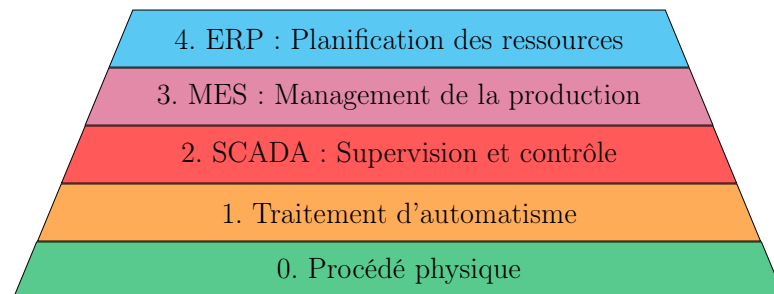 4. ERP : Planification des ressources
3. MES : Management de la production
2. SCADA : Supervision et contrôle
1. Traitement d'automatisme
0. Procédé physique